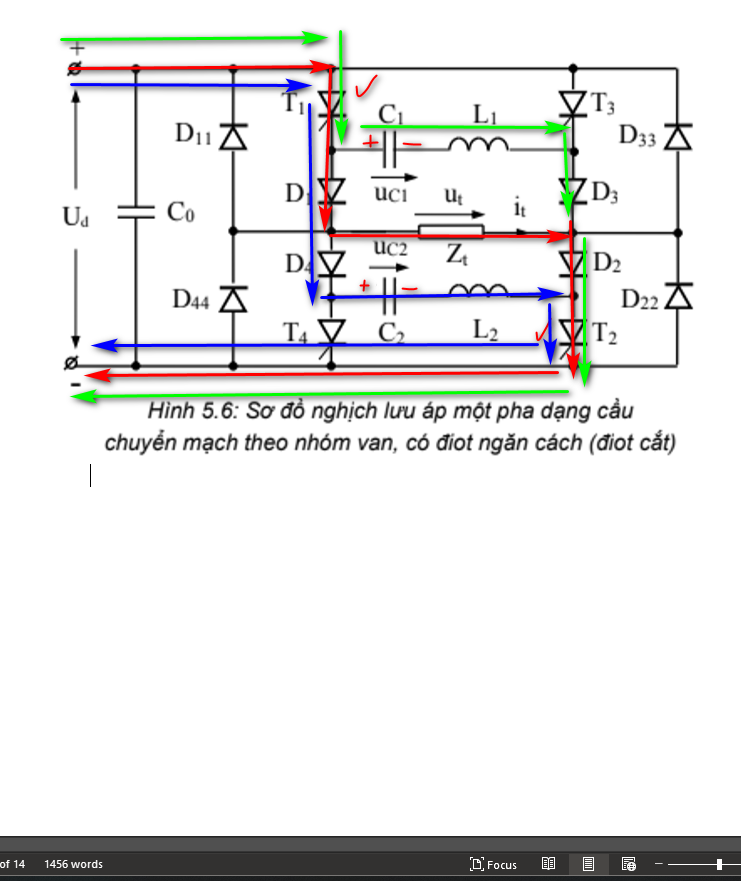 +
T1
C1
L1
T3
D11
+ −
D33
D1
uC1
ut
it
D3
Ud
C0
uC2
Zt
D4
D2
+ −
D44
D22
T4
C2
L2
T2
-
Hình 5.6: Sơ đồ nghịch lưu áp một pha dạng cầu
chuyển mạch theo nhóm van, có điot ngăn cách (điot cắt)
of 14 1456 words Focus